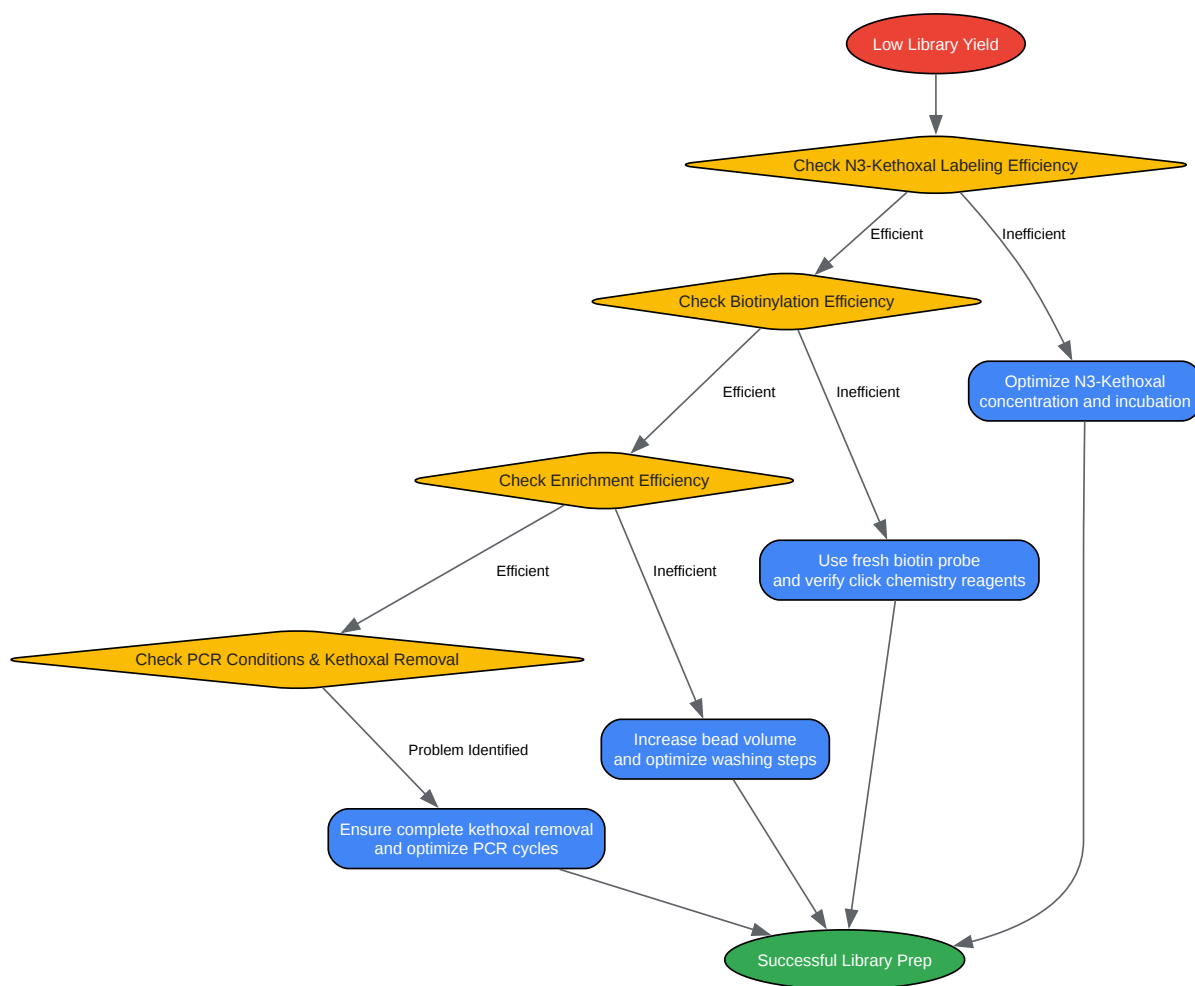 Low Library Yield
Check N3-Kethoxal Labeling Efficiency
Efficient
Inefficient
Check Biotinylation Efficiency
Optimize N3-Kethoxal
concentration and incubation
Efficient
Inefficient
Check Enrichment Efficiency
Use fresh biotin probe
and verify click chemistry reagents
Efficient
Inefficient
Check PCR Conditions & Kethoxal Removal
Increase bead volume
and optimize washing steps
Problem Identified
Ensure complete kethoxal removal
and optimize PCR cycles
Successful Library Prep